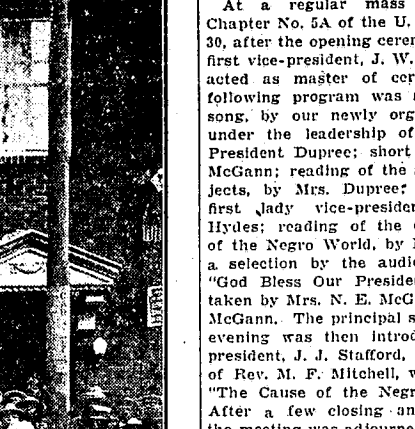 At a regular mass
Chapter No. 5A of the U.
30, after the opening cerem
first vice-president, J. W.
acted as master of cer
following program was
song, by our newly org
under the leadership of
President Dupree; short
McGann; reading of the
jects, by Mrs. Dupree;
first lady vice-presiden
Hydes; reading of the
of the Negro World, by
a selection by the audie
"God Bless Our Preside
taken by Mrs. N. E. McG
McGann. The principal s
evening was then introd
president, J. J. Stafford,
of Rev. M. F. Mitchell, w
"The Cause of the Negr
After a few closing an
the meeting was adjourne